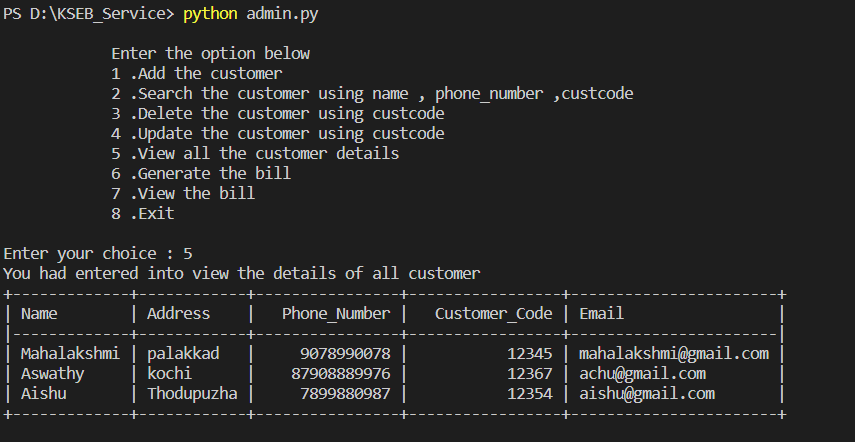 PS D:\KSEB_Service> python admin.py
Enter the option below
1 .Add the customer
2 .Search the customer using name , phone_number ,custcode
3 .Delete the customer using custcode
4 .Update the customer using custcode
5 .View all the customer details
6 .Generate the bill
7 .View the bill
8 .Exit
Enter your choice : 5
You had entered into view the details of all customer
+-------------+------------+----------------+-----------------+-----------------------+
| Name        | Address    |   Phone_Number |   Customer_Code | Email                 |
|-------------+------------+----------------+-----------------+-----------------------|
| Mahalakshmi | palakkad   |     9078990078 |           12345 | mahalakshmi@gmail.com |
| Aswathy     | kochi      |    87908889976 |           12367 | achu@gmail.com        |
| Aishu       | Thodupuzha |     7899880987 |           12354 | aishu@gmail.com       |
+-------------+------------+----------------+-----------------+-----------------------+